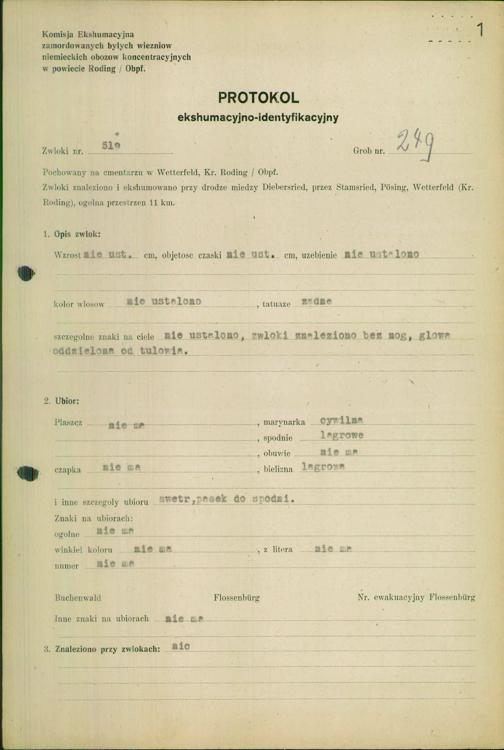 1
Komisja Ekshumacyjna
zamordowanych byłych wiezniow
niemieckich obozow koncentracyjnych
w powiecie Roding / Obpf.
PROTOKOL
ekshumacyjno-identyfikacyjny
Zwloki nr. 51e
Grob nr. 249
Pochowany na cmentarzu w Wetterfeld, Kr. Roding / Obpf.
Zwloki znaleziono i ekshumowano przy drodze miedzy Diebersried, przez Stamsried, Pösing, Wetterfeld (Kr.
Roding), ogolna przestrzen 11 km.
1. Opis zwlok:
Wzrost nie ust. cm, objetosc czaski nie ust. cm, uzebienie nie ustalono
kolor wlosow nie ustalono , tatuaze zadne
szczegolne znaki na ciele nie ustalono, zwloki znaleziono bez nog, glowa
oddzielona od tulowia.
2. Ubior:
Plaszcz nie ma , marynarka cywilna
, spodnie lagrowe
, obuwie nie ma
czapka nie ma , bielizna lagrowa
i inne szczegoly ubioru swetr,pasek do spodni.
Znaki na ubiorach:
ogolne nie ma
winkiel koloru nie ma , z litera nie ma
numer nie ma
Buchenwald Flossenbürg Nr. ewakuacyjny Flossenbürg
Inne znaki na ubiorach nie ma
3. Znaleziono przy zwlokach: nic